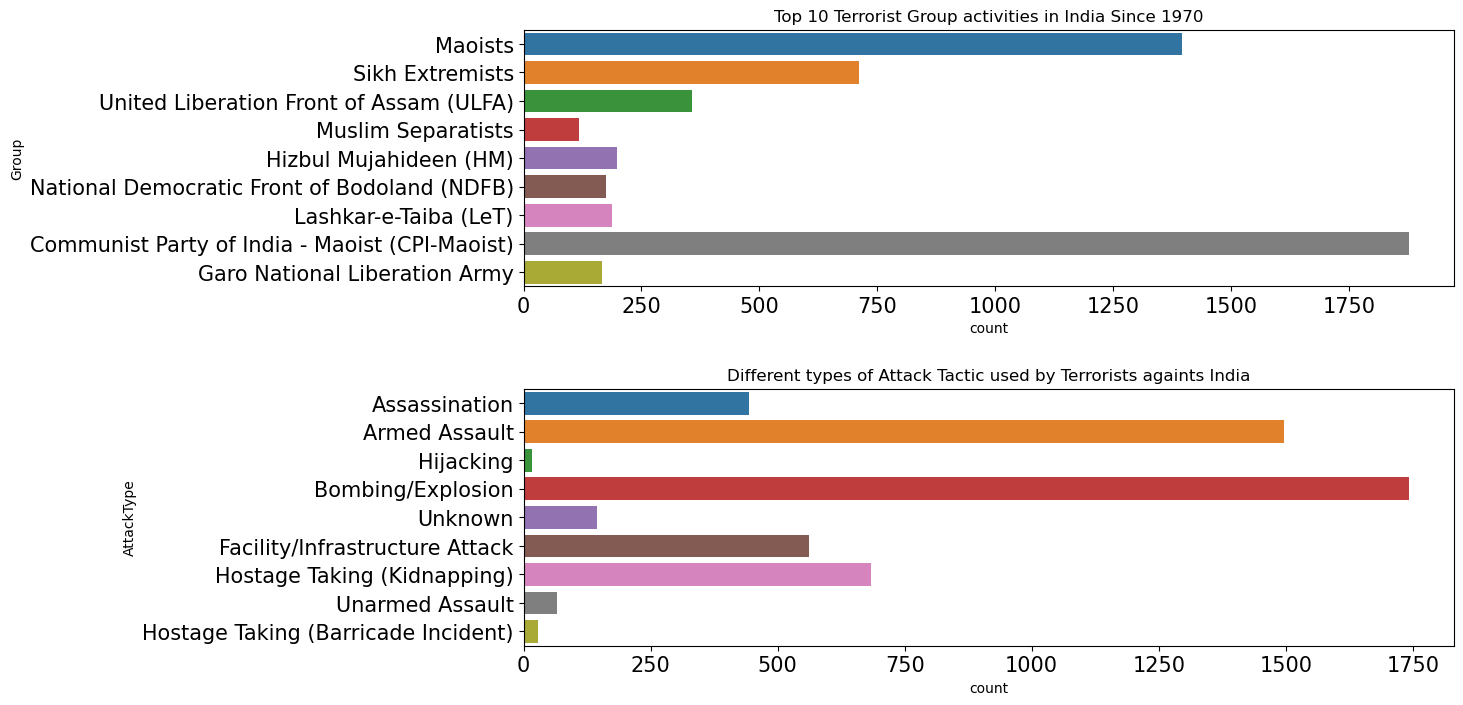 Top 10 Terrorist Group activities in India Since 1970
Group
Maoists
Sikh Extremists
United Liberation Front of Assam (ULFA)
Muslim Separatists
Hizbul Mujahideen (HM)
National Democratic Front of Bodoland (NDFB)
Lashkar-e-Taiba (LeT)
Communist Party of India - Maoist (CPI-Maoist)
Garo National Liberation Army
0 250 500 750 1000 1250 1500 1750
count
Different types of Attack Tactic used by Terrorists againts India
AttackType
Assassination
Armed Assault
Hijacking
Bombing/Explosion
Unknown
Facility/Infrastructure Attack
Hostage Taking (Kidnapping)
Unarmed Assault
Hostage Taking (Barricade Incident)
0 250 500 750 1000 1250 1500 1750
count